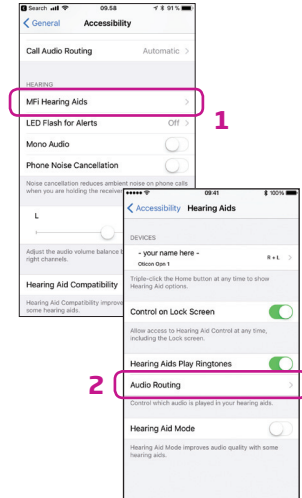 Search 09.58 91 %
General Accessibility
Call Audio Routing Automatic
HEARING
MFi Hearing Aids
1
LED Flash for Alerts Off
Mono Audio
Phone Noise Cancellation
Noise cancellation reduces ambient noise on phone calls
when you are holding the receiver
L
Adjust the audio volume balance b
right channels.
Hearing Aid Compatibility
Hearing Aid Compatibility improve
some hearing aids.
09:41 100%
Accessibility Hearing Aids
DEVICES
- your name here -
Oticon Opn 1
R + L
Triple-click the Home button at any time to show
Hearing Aid options.
Control on Lock Screen
Allow access to Hearing Aid Control at any time,
including the Lock screen.
Hearing Aids Play Ringtones
2
Audio Routing
Control which audio is played in your hearing aids.
Hearing Aid Mode
Hearing Aid Mode improves audio quality with some
hearing aids.